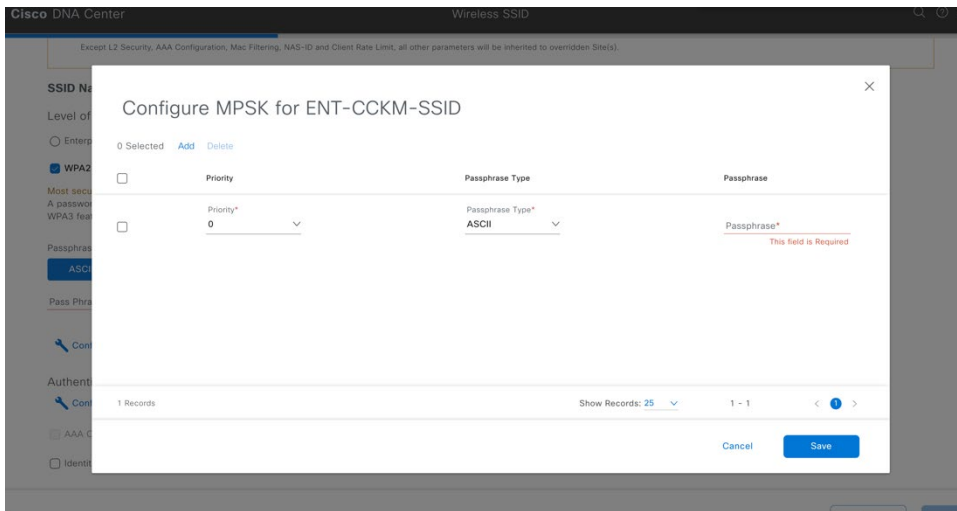 Cisco DNA Center Wireless SSID
Except L2 Security, AAA Configuration, Mac Filtering, NAS-ID and Client Rate Limit, all other parameters will be inherited to overridden Site(s).
SSID Na
Level of
Enterp
WPA2
Most secu
A passwor
WPA3 feat
Passphras
ASCI
Pass Phra
Conf
Authenti
Conf
AAA C
Identit
Configure MPSK for ENT-CCKM-SSID
0 Selected Add Delete
Priority Passphrase Type Passphrase
Priority* Passphrase Type*
0 ASCII Passphrase*
This field is Required
1 Records Show Records: 25 1 - 1 < 1 >
Cancel Save